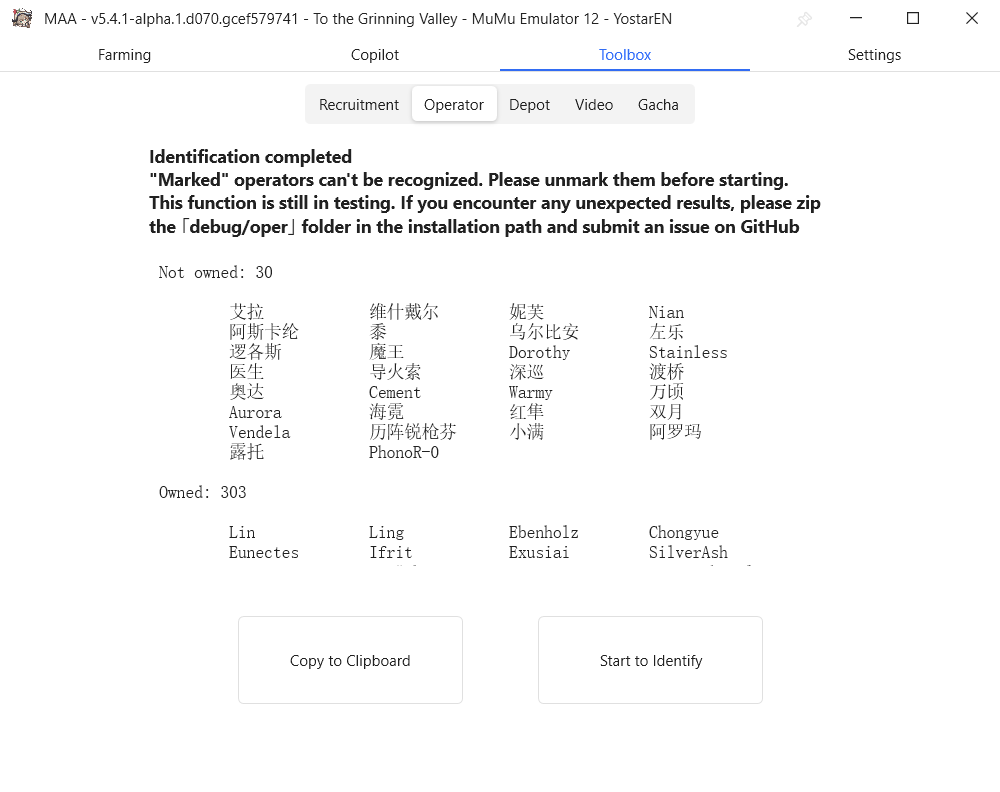 MAA - v5.4.1-alpha.1.d070.gcef579741 - To the Grinning Valley - MuMu Emulator 12 - YostarEN
Farming Copilot Toolbox Settings
Recruitment Operator Depot Video Gacha
Identification completed
"Marked" operators can't be recognized. Please unmark them before starting.
This function is still in testing. If you encounter any unexpected results, please zip
the「debug/oper」folder in the installation path and submit an issue on GitHub
Not owned: 30
艾拉 维什戴尔 妮芙 Nian
阿斯卡纶 黍 乌尔比安 左乐
逻各斯 魔王 Dorothy Stainless
医生 导火索 深巡 渡桥
奥达 Cement Warmy 万顷
Aurora 海霓 红隼 双月
Vendela 历阵锐枪芬 小满 阿罗玛
露托 PhonoR-0
Owned: 303
Lin Ling Ebenholz Chongyue
Eunectes Ifrit Exusiai SilverAsh
Copy to Clipboard Start to Identify